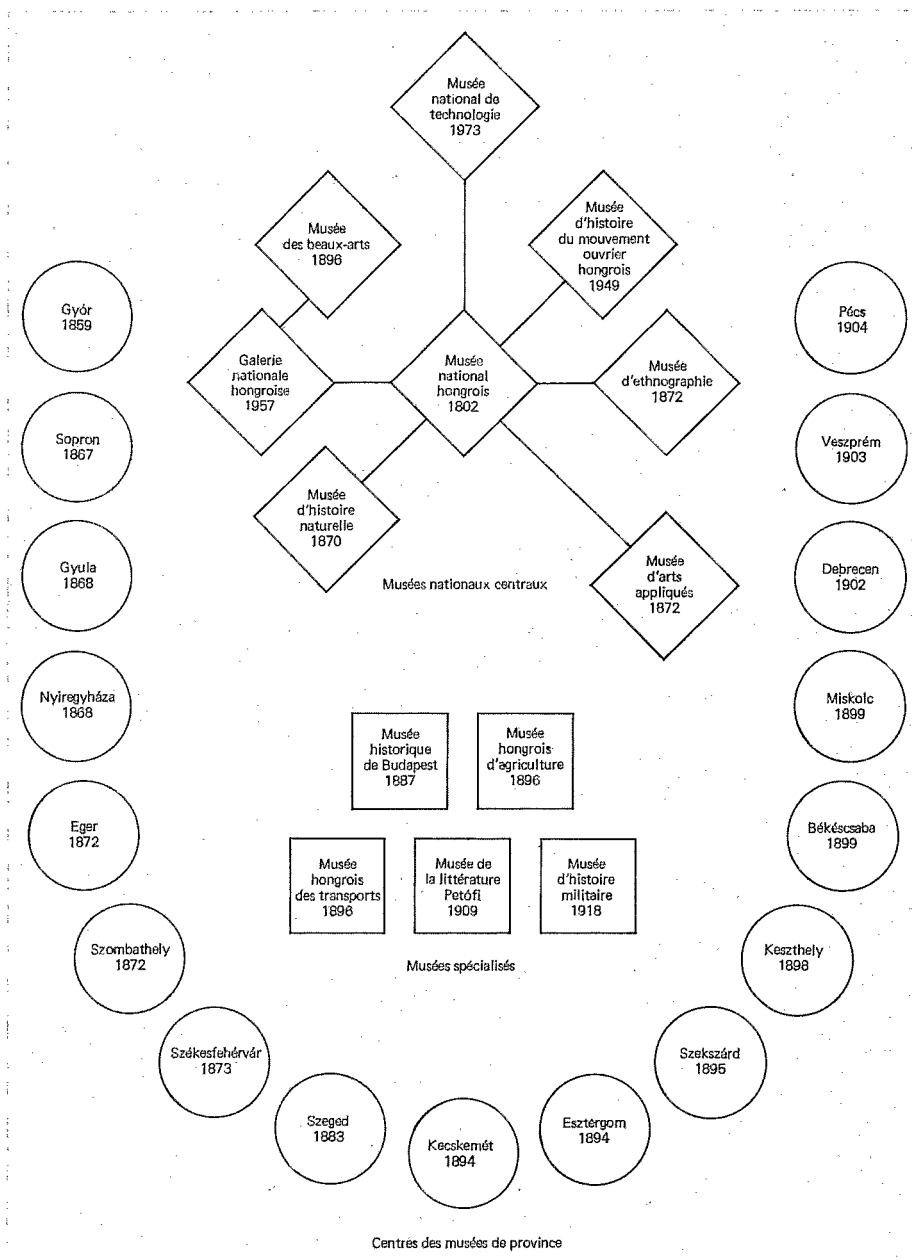 Musée
national de
technologie
1973
Musée
des beaux-arts
1896
Musée
d'histoire
du mouvement
ouvrier
hongrois
1949
Győr
1859
Galerie
nationale
hongroise
1957
Musée
national
hongrois
1802
Musée
d'ethnographie
1872
Pécs
1904
Sopron
1867
Musée
d'histoire
naturelle
1870
Veszprém
1903
Gyula
1868
Musées nationaux centraux
Musée
d'arts
appliqués
1872
Debrecen
1902
Nyiregyháza
1868
Musée
historique
de Budapest
1887
Musée
hongrois
d'agriculture
1896
Miskolc
1899
Eger
1872
Musée
hongrois
des transports
1896
Musée de
la littérature
Petőfi
1909
Musée
d'histoire
militaire
1918
Békéscsaba
1899
Szombathely
1872
Musées spécialisés
Keszthely
1898
Székesfehérvár
1873
Szekszárd
1895
Szeged
1883
Kecskemét
1894
Esztérgom
1894
Centres des musées de province